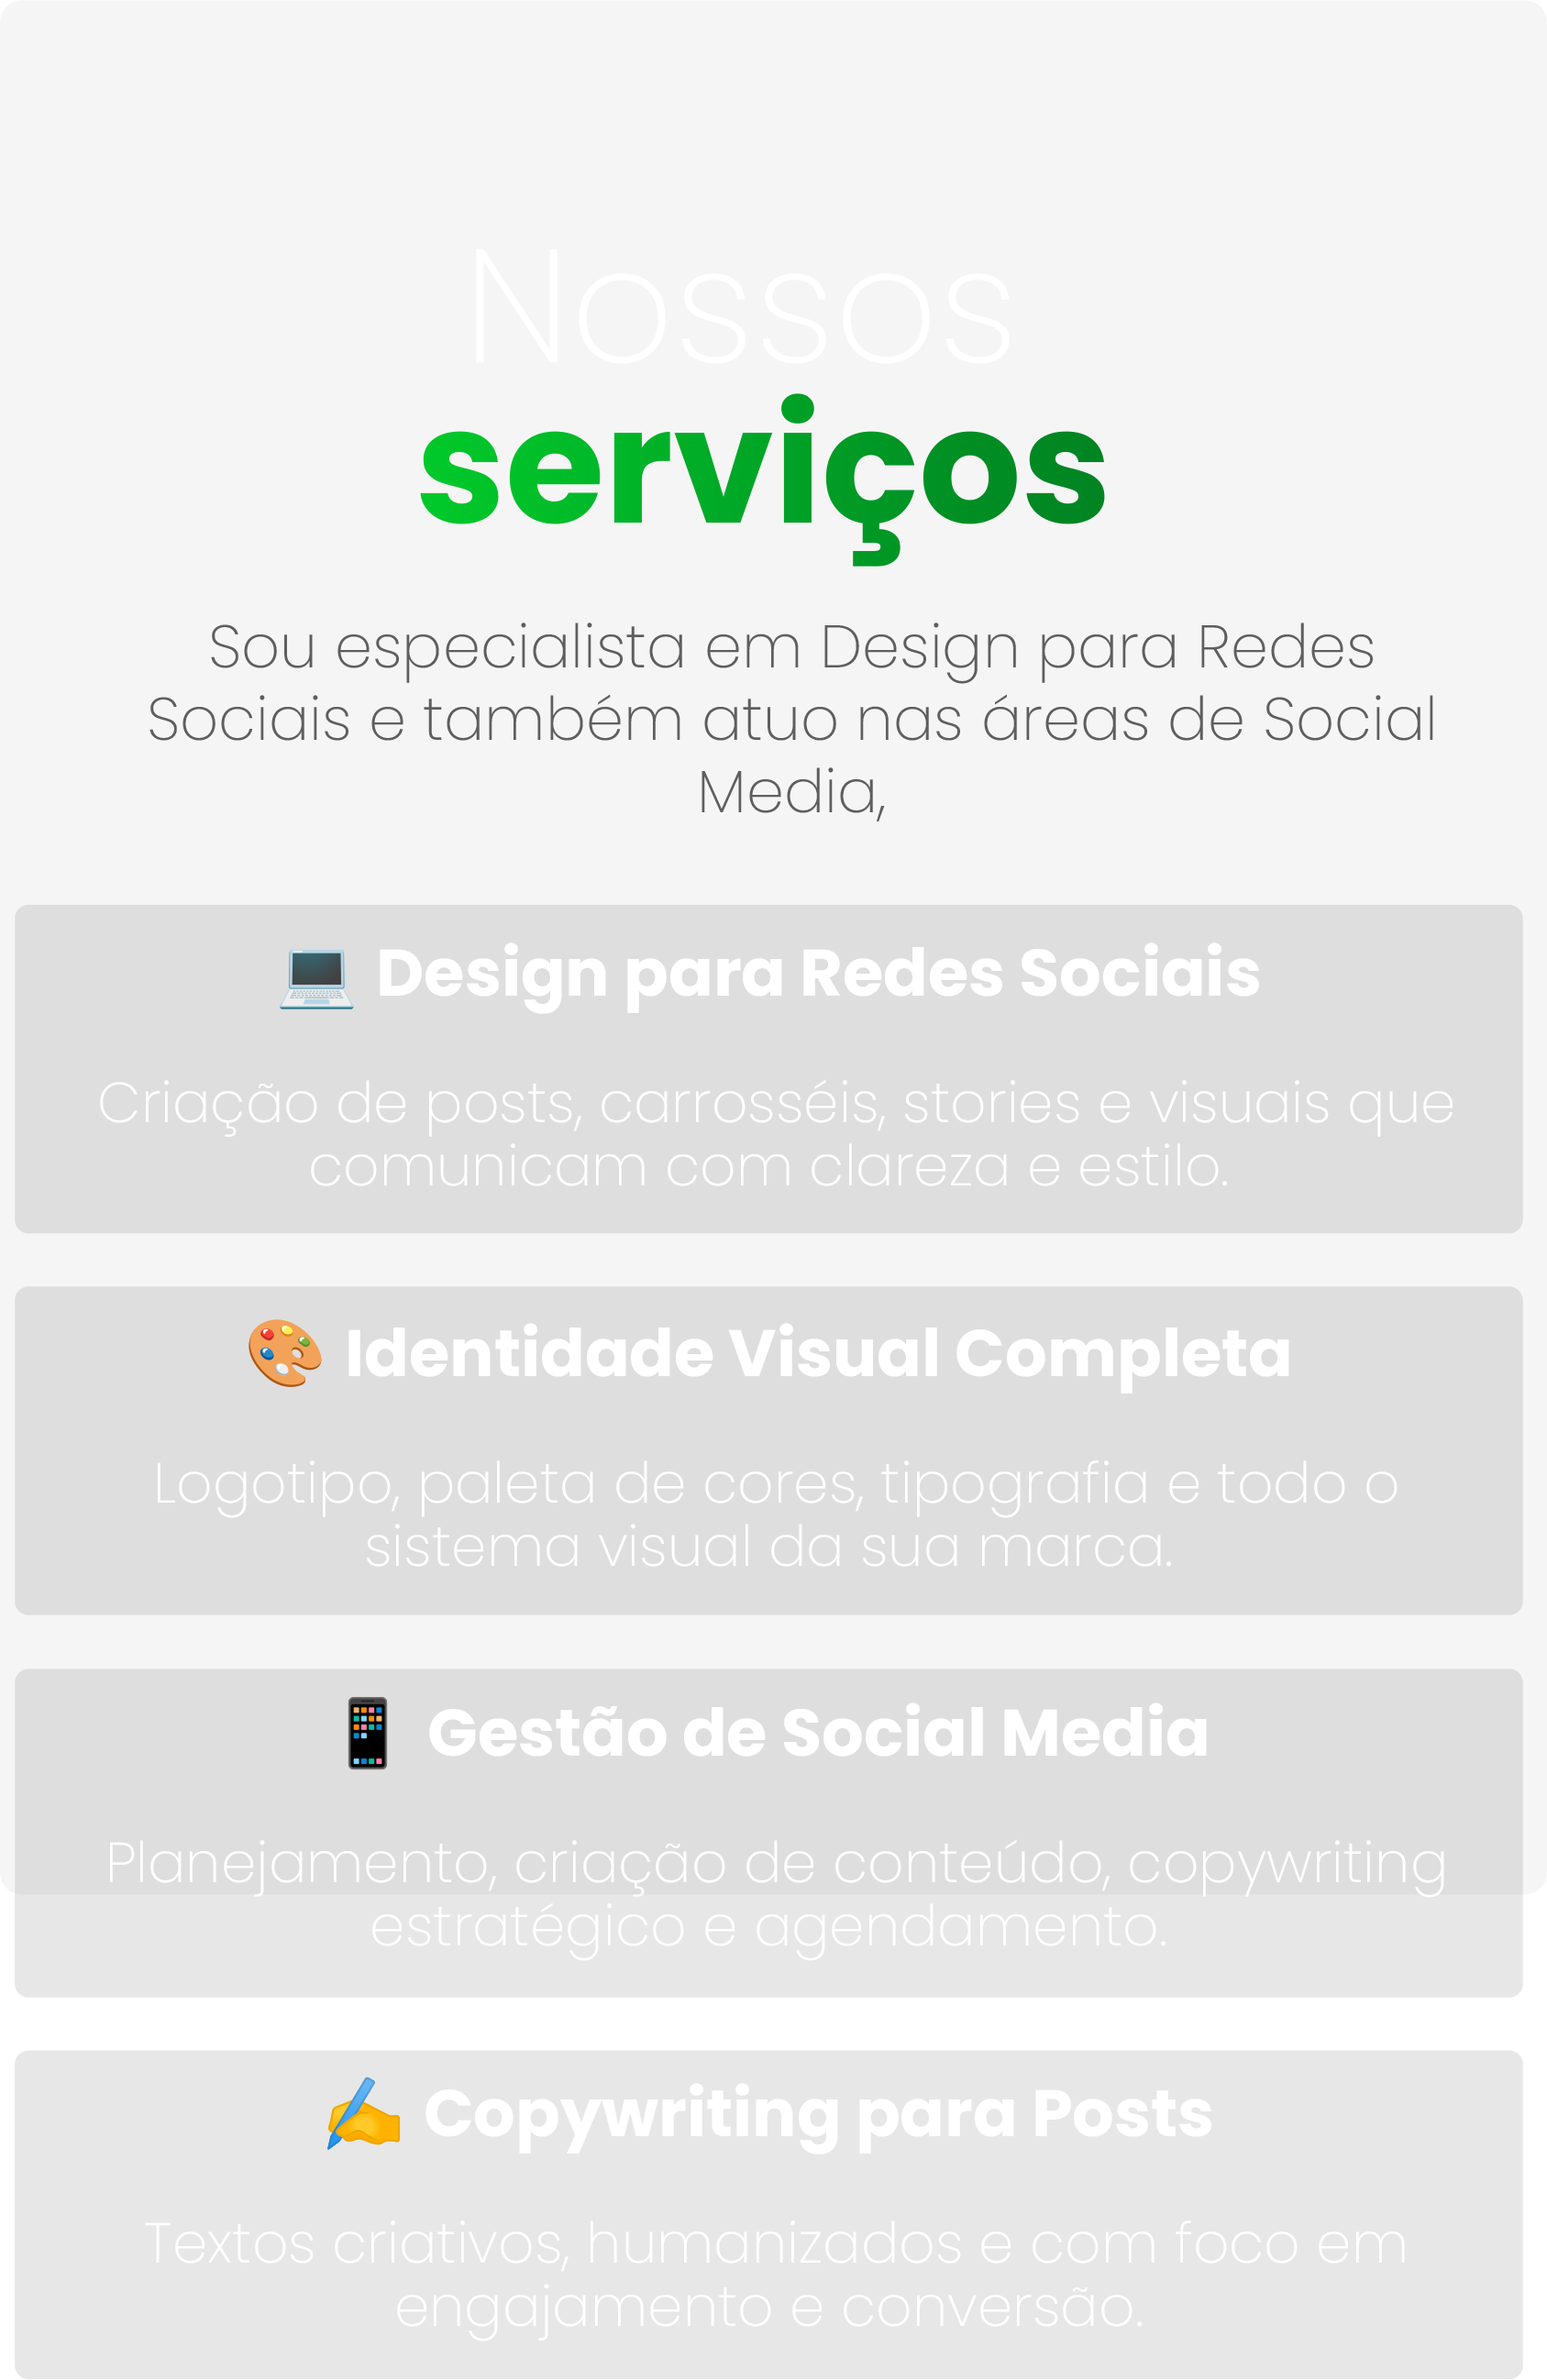 Nossos
serviços
Sou especialista em Design para Redes
Sociais e também atuo nas áreas de Social
Media,
💻 Design para Redes Sociais
Criação de posts, carrosséis, stories e visuais que
comunicam com clareza e estilo.
🎨 Identidade Visual Completa
Logotipo, paleta de cores, tipografia e todo o
sistema visual da sua marca.
📱 Gestão de Social Media
Planejamento, criação de conteúdo, copywriting
estratégico e agendamento.
✍️ Copywriting para Posts
Textos criativos, humanizados e com foco em
engajamento e conversão.